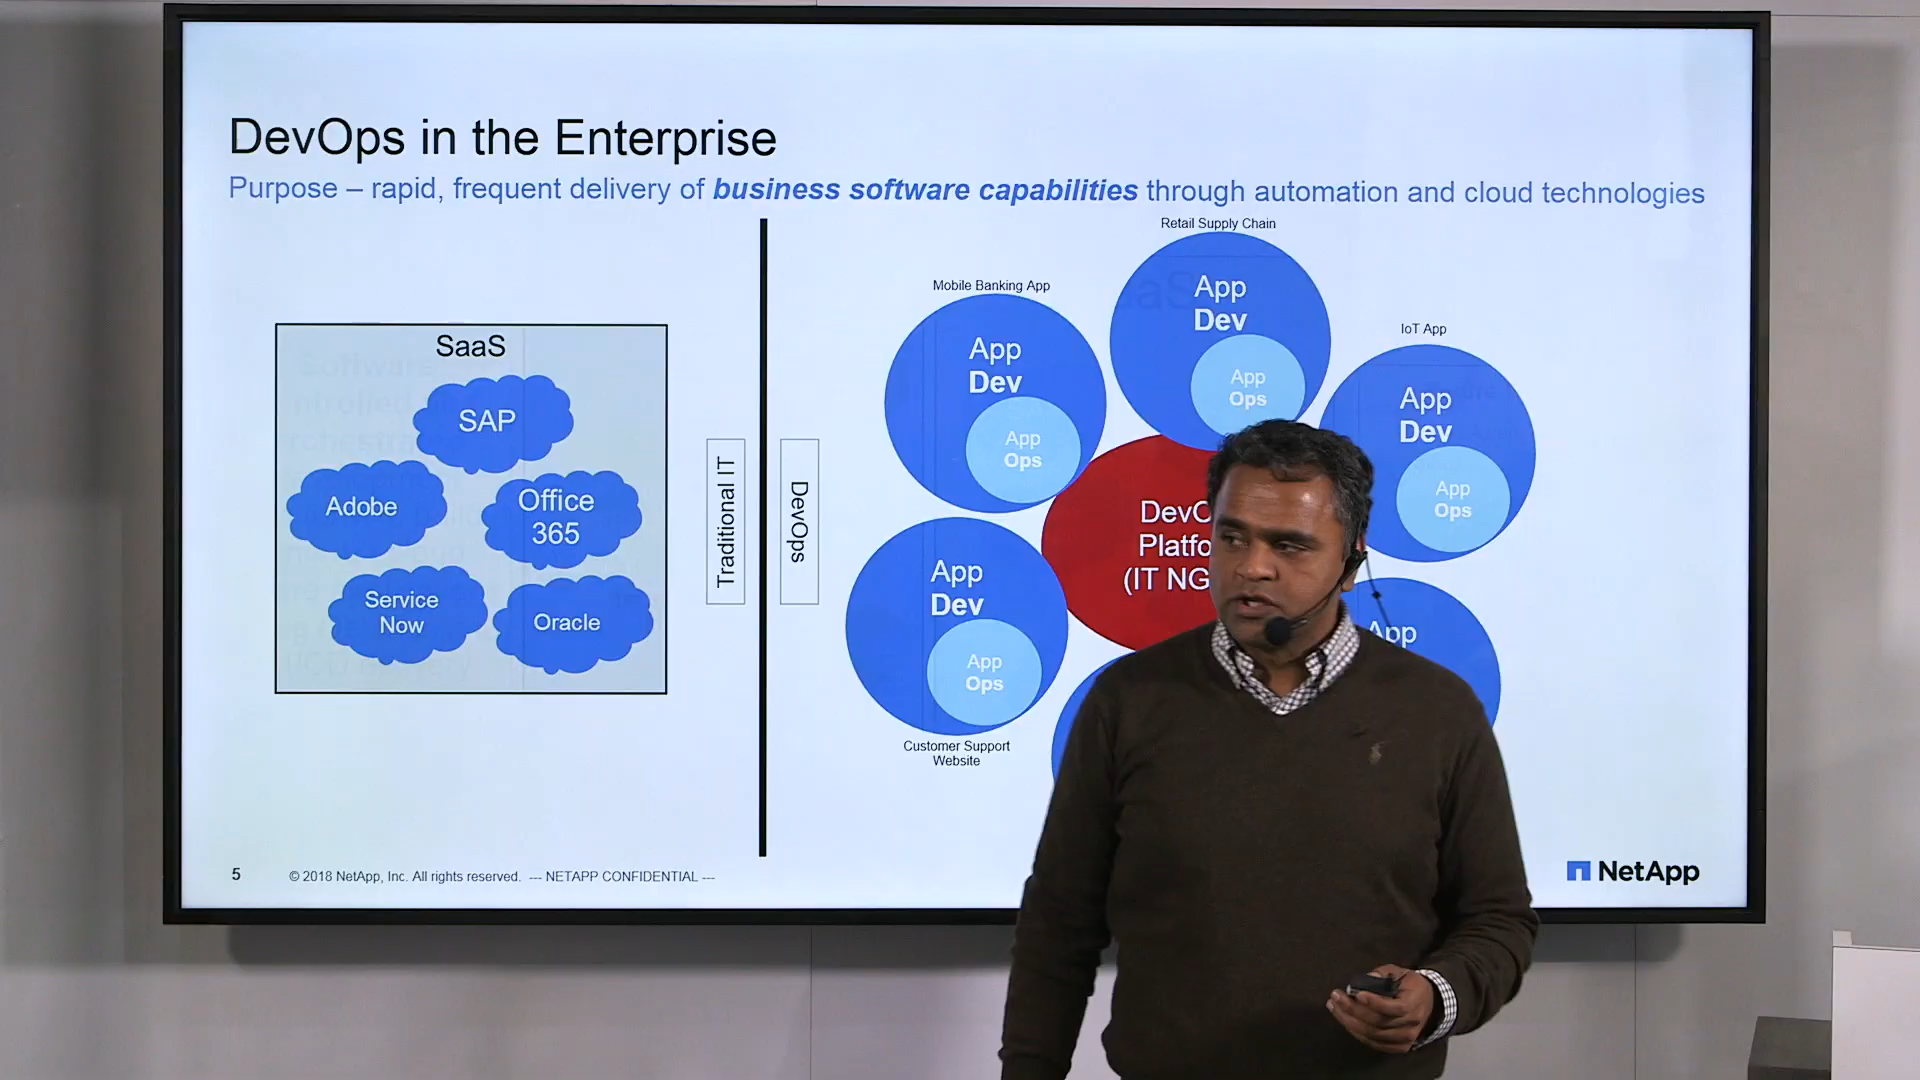 DevOps in the Enterprise
Purpose – rapid, frequent delivery of business software capabilities through automation and cloud technologies
SaaS
SAP
Adobe
Office
365
Service
Now
Oracle
Traditional IT
DevOps
Retail Supply Chain
App
Dev
App
Ops
Mobile Banking App
App
Dev
App
Ops
IoT App
App
Dev
App
Ops
(IT
App
Dev
App
Ops
Customer Support
Website
App
5
© 2018 NetApp, Inc. All rights reserved. --- NETAPP CONFIDENTIAL ---
NetApp